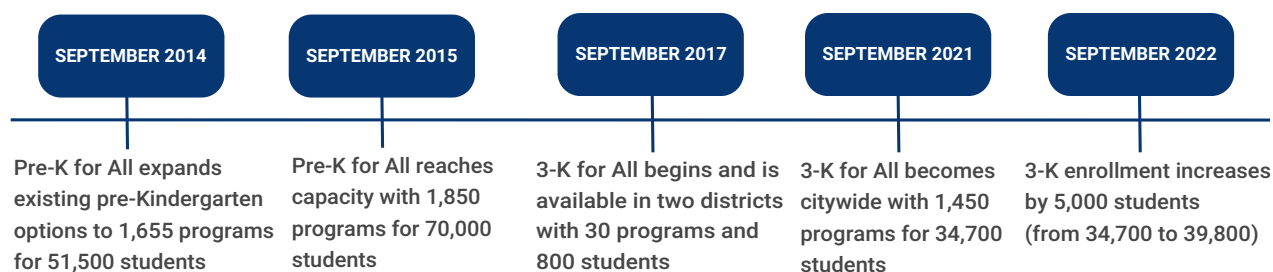 SEPTEMBER 2014
Pre-K for All expands
existing pre-Kindergarten
options to 1,655 programs
for 51,500 students
SEPTEMBER 2015
Pre-K for All reaches
capacity with 1,850
programs for 70,000
students
SEPTEMBER 2017
3-K for All begins and is
available in two districts
with 30 programs and
800 students
SEPTEMBER 2021
3-K for All becomes
citywide with 1,450
programs for 34,700
students
SEPTEMBER 2022
3-K enrollment increases
by 5,000 students
(from 34,700 to 39,800)